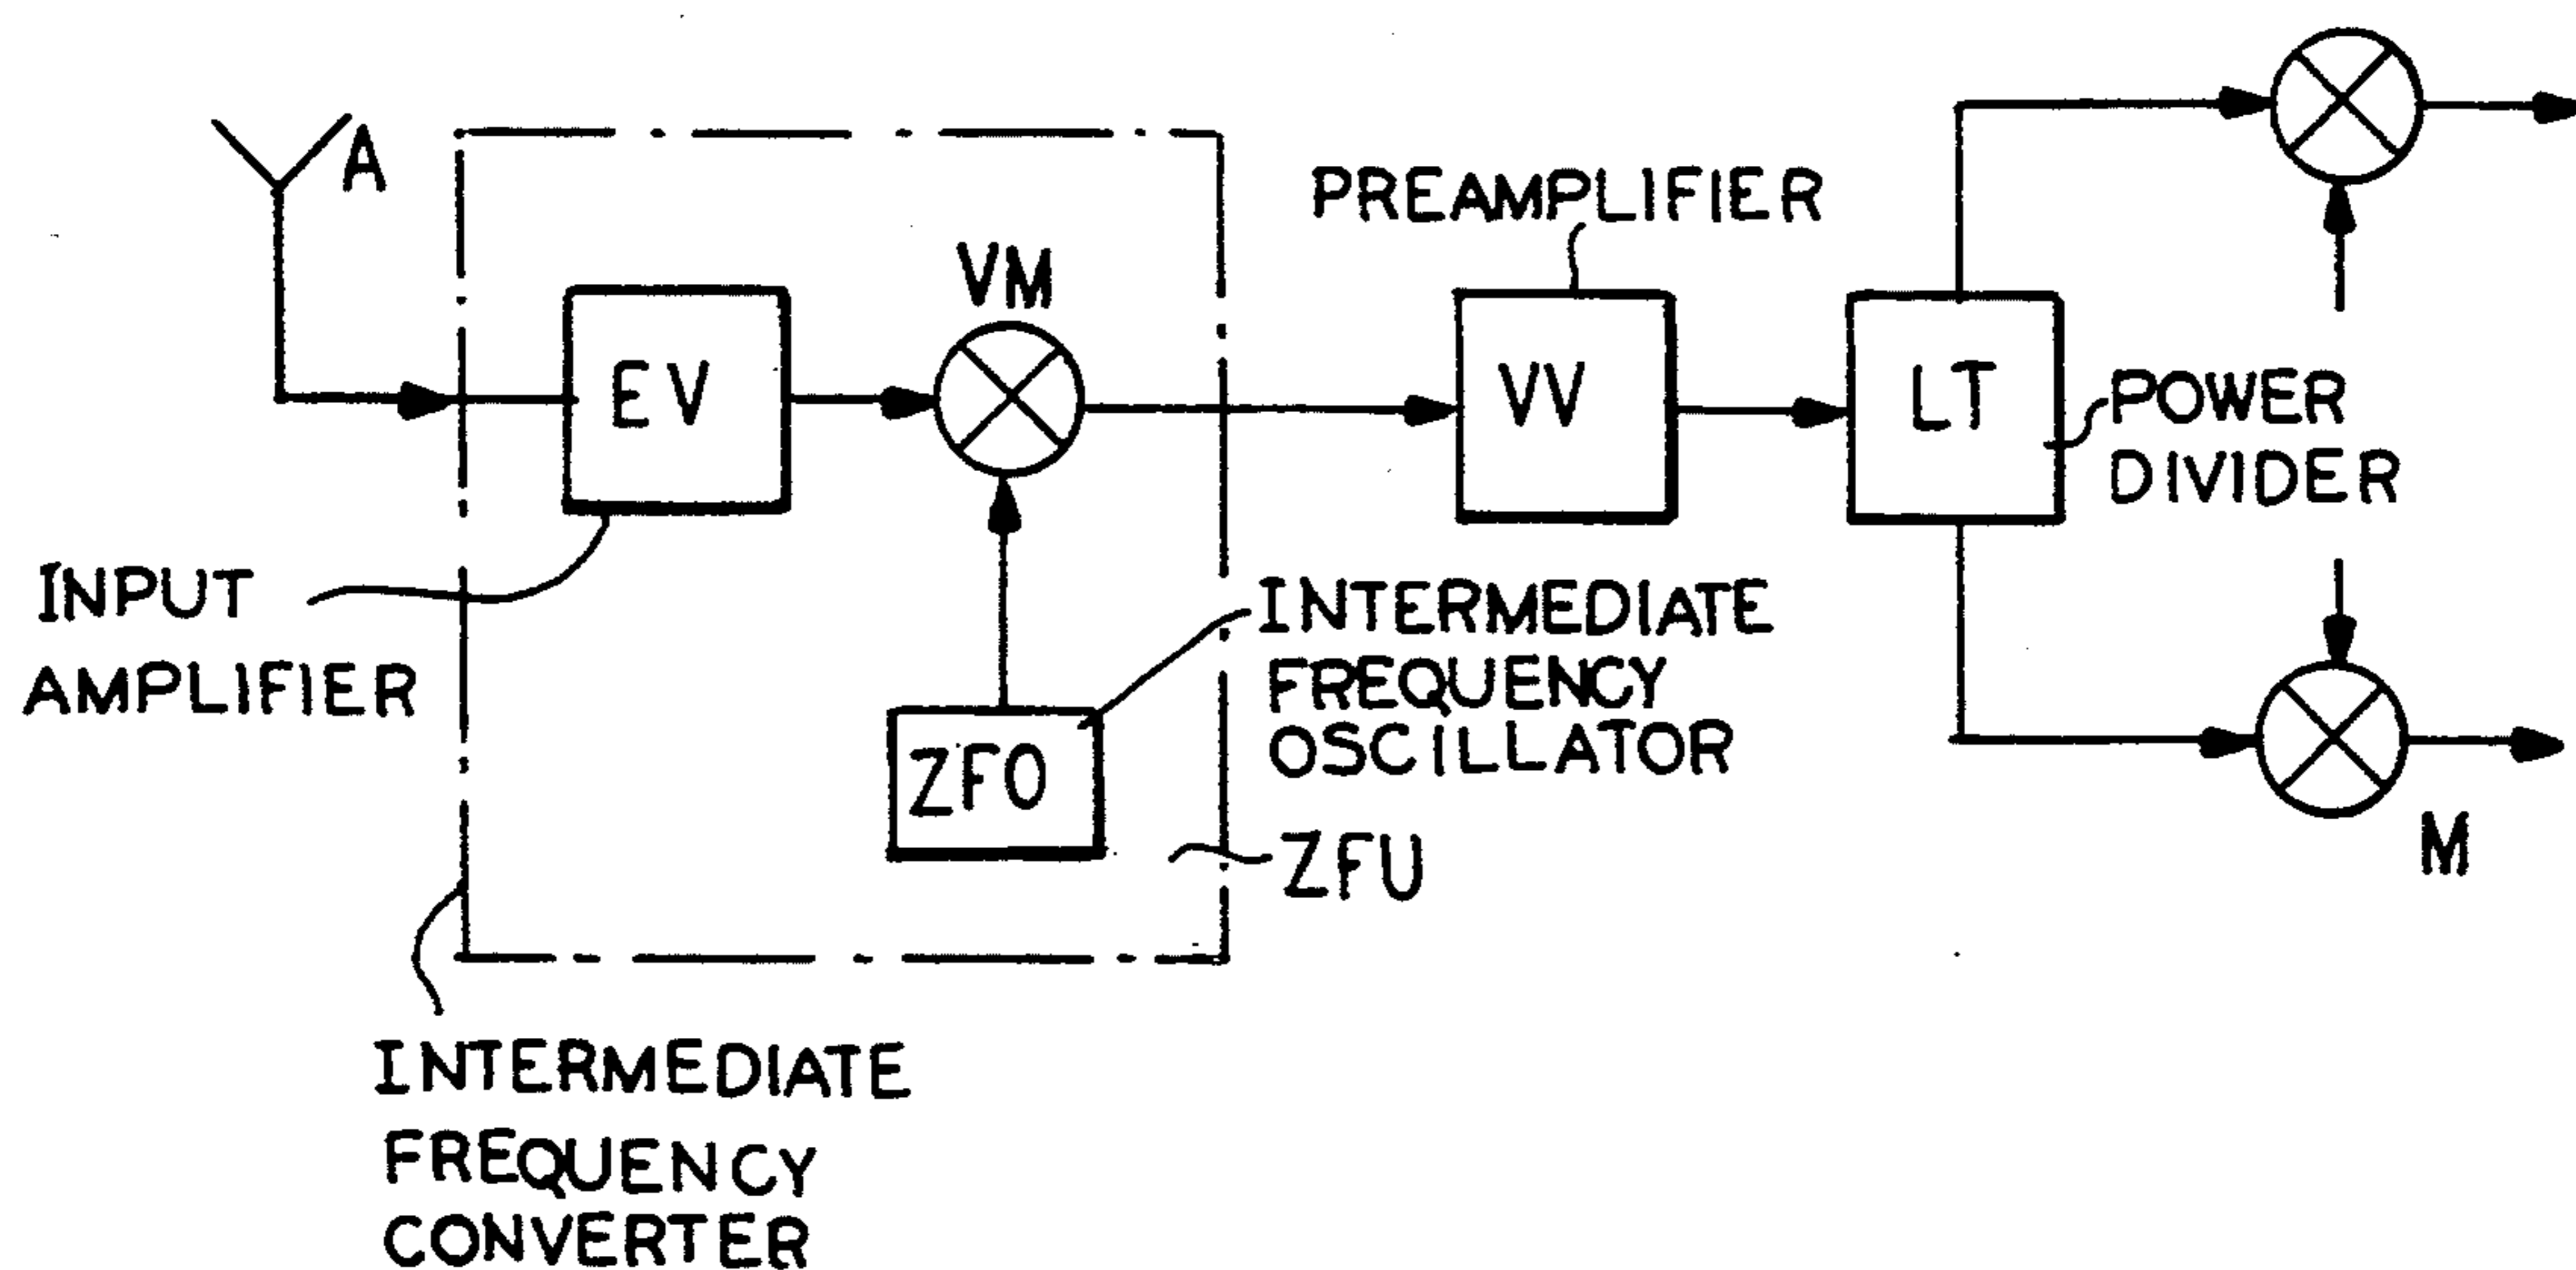 A
VM
PREAMPLIFIER
EV
VV
LT
POWER
DIVIDER
INPUT
AMPLIFIER
INTERMEDIATE
FREQUENCY
OSCILLATOR
ZFO
ZFU
M
INTERMEDIATE
FREQUENCY
CONVERTER